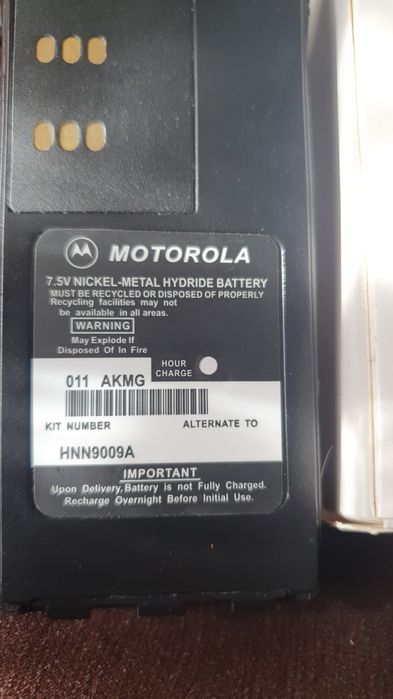 MOTOROLA
7.5V NICKEL-METAL HYDRIDE BATTERY
MUST BE RECYCLED OR DISPOSED OF PROPERLY
Recycling facilities may not
be available in all areas.
WARNING
May Explode If
Disposed Of In Fire
HOUR
CHARGE
011 AKMG
KIT NUMBER ALTERNATE TO
HNN9009A
IMPORTANT
Upon Delivery, Battery is not Fully Charged.
Recharge Overnight Before Initial Use.